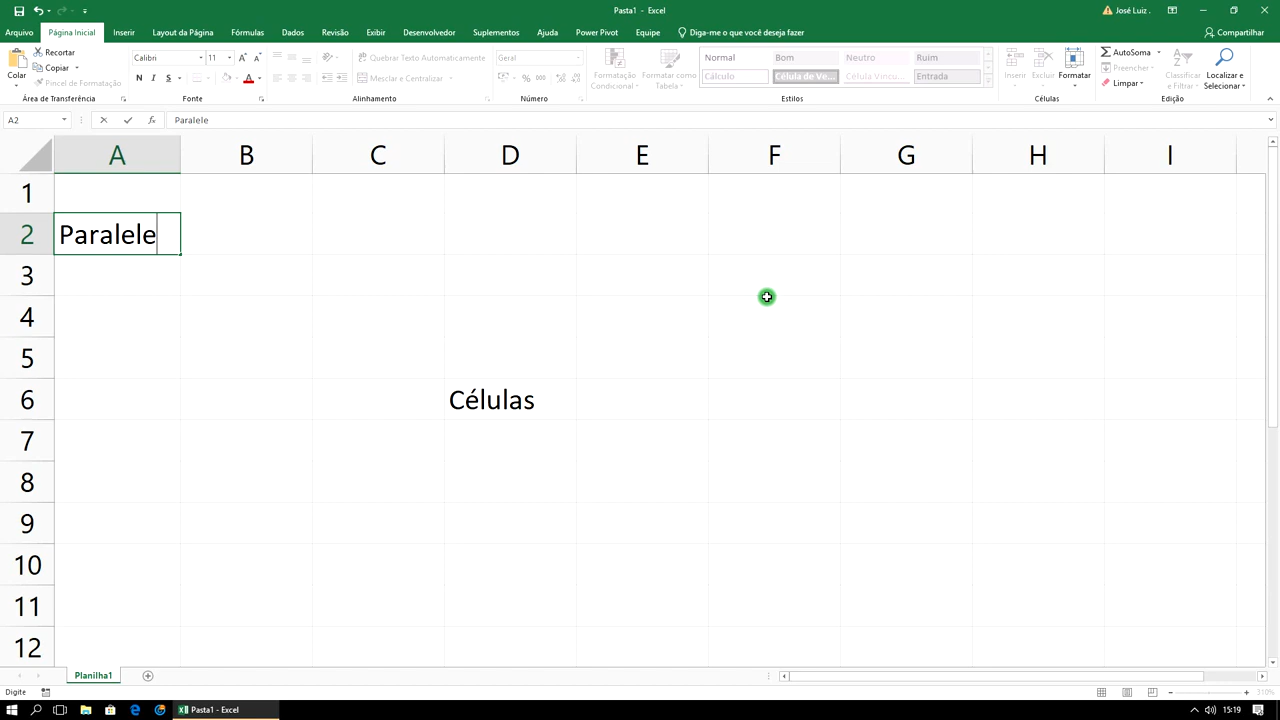 Pasta1 - Excel
José Luiz .
Arquivo Página Inicial Inserir Layout da Página Fórmulas Dados Revisão Exibir Desenvolvedor Suplementos Ajuda Power Pivot Equipe Diga-me o que você deseja fazer Compartilhar
Colar
Recortar
Copiar
Pincel de Formatação
Área de Transferência
Calibri 11
N I S
Fonte
Quebrar Texto Automaticamente
Mesclar e Centralizar
Alinhamento
Geral
% 000
Número
Formatação Condicional
Formatar como Tabela
Normal Bom Neutro Ruim
Cálculo Célula de Ve... Célula Vincu... Entrada
Estilos
Inserir Excluir Formatar
Células
AutoSoma
Preencher
Limpar
Classificar e Filtrar
Localizar e Selecionar
Edição
A2 fx Paralele
A B C D E F G H I
1
2 Paralele
3
4
5
6 Células
7
8
9
10
11
12
Planilha1
Digite 310%
Pasta1 - Excel 15:19